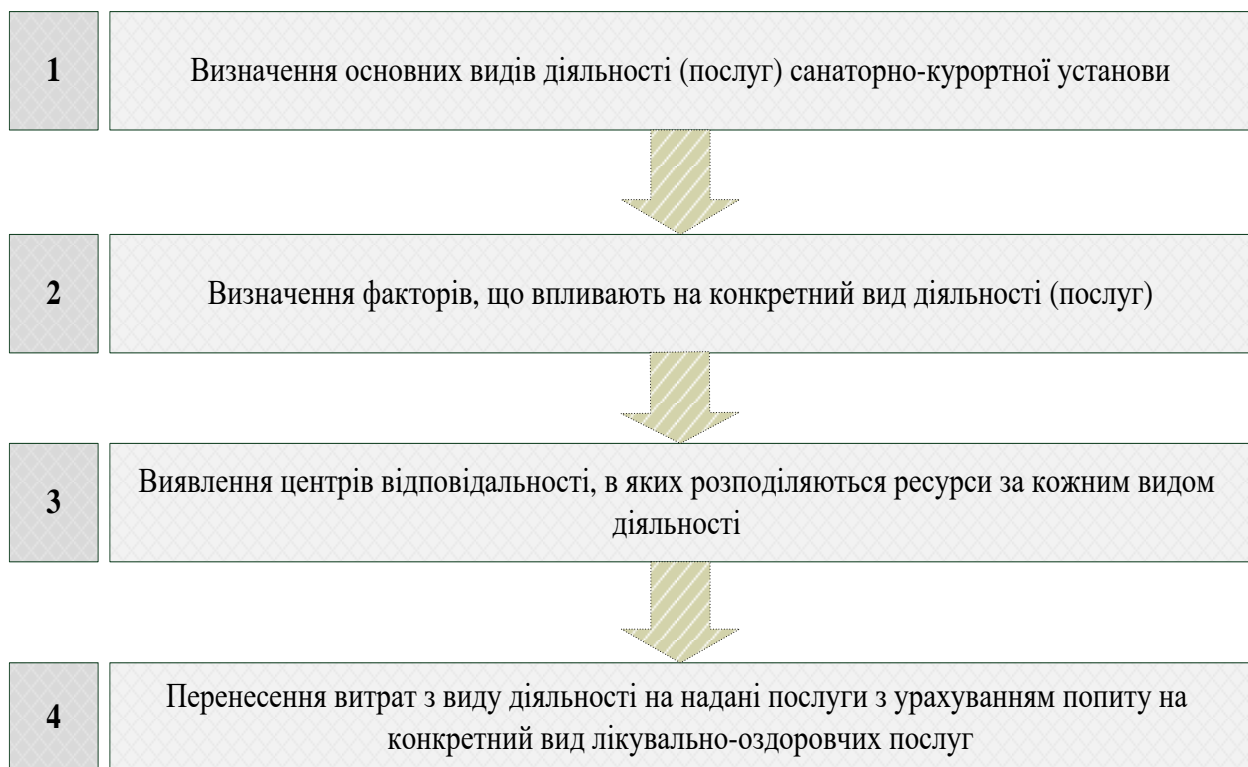 1
Визначення основних видів діяльності (послуг) санаторно-курортної установи
2
Визначення факторів, що впливають на конкретний вид діяльності (послуг)
3
Виявлення центрів відповідальності, в яких розподіляються ресурси за кожним видом
діяльності
4
Перенесення витрат з виду діяльності на надані послуги з урахуванням попиту на
конкретний вид лікувально-оздоровчих послуг